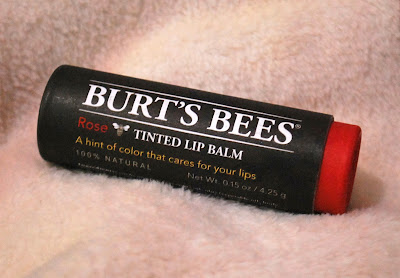 BURT'S BEES®
Rose TINTED LIP BALM
A hint of color that cares for your lips
100% NATURAL
Net Wt. 0.15 oz / 4.25 g